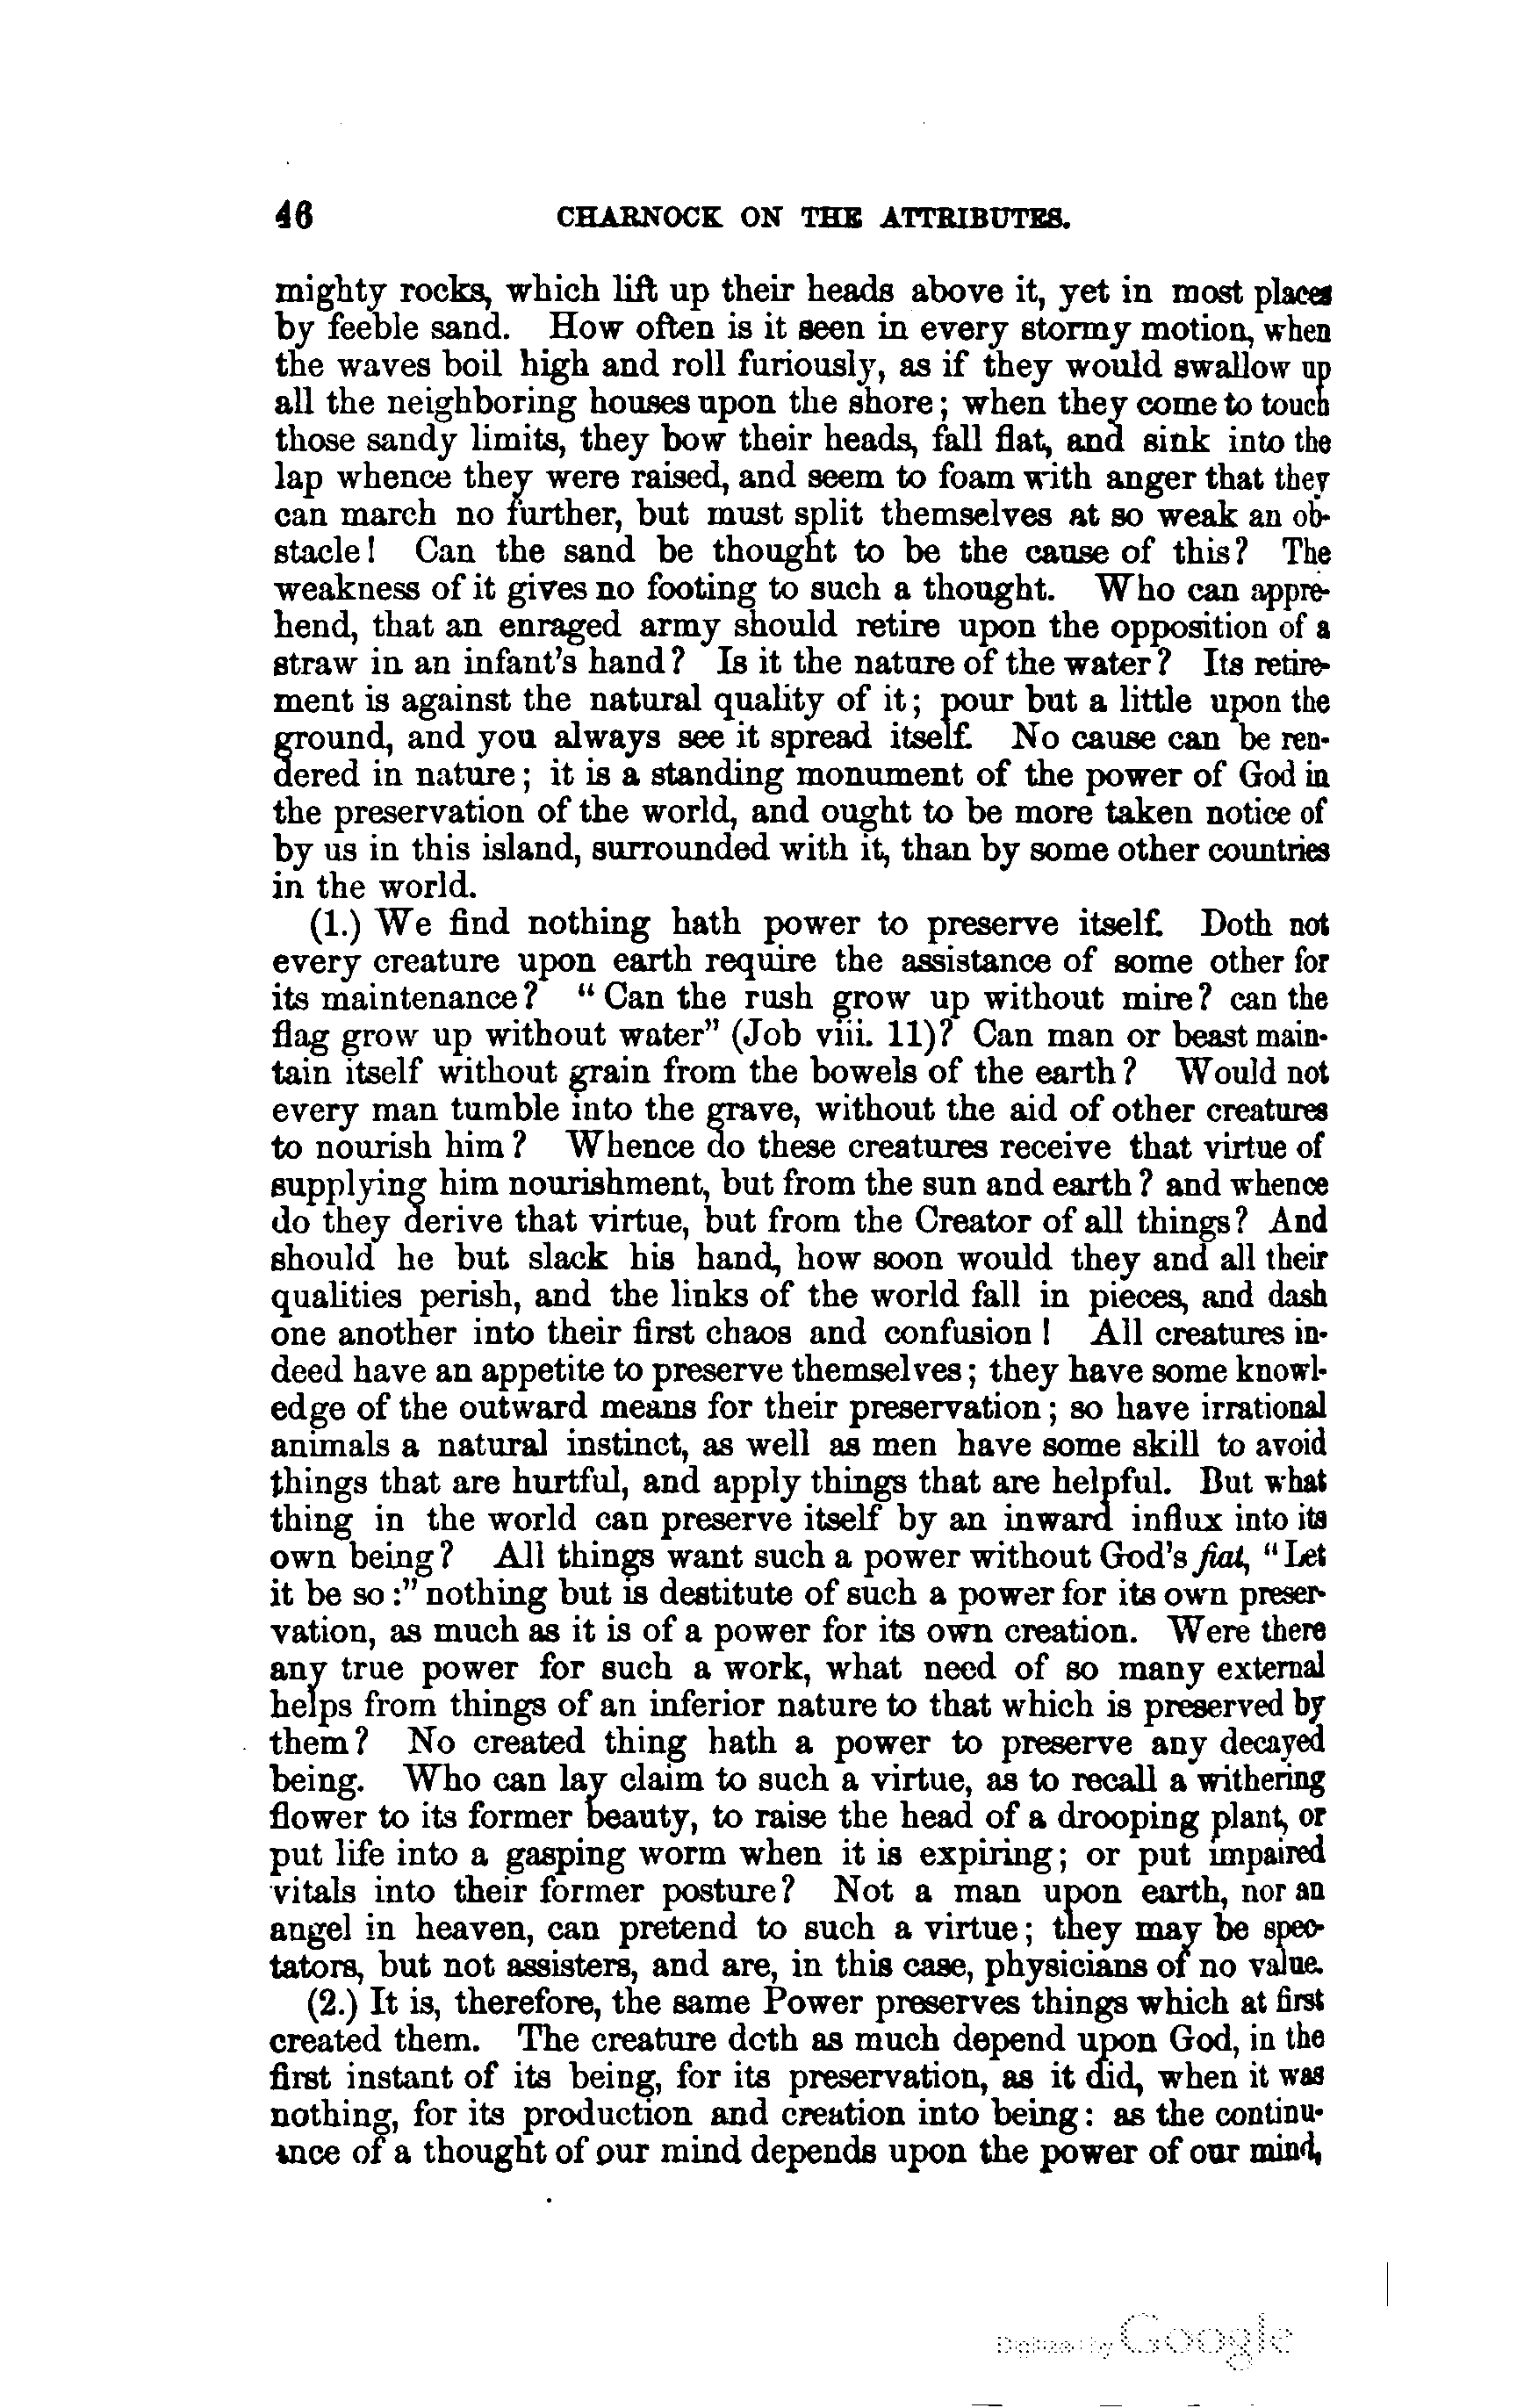 46 CHARNOCK ON THE ATTRIBUTES.
mighty rocks, which lift up their heads above it, yet in most places
by feeble sand. How often is it seen in every stormy motion, when
the waves boil high and roll furiously, as if they would swallow up
all the neighboring houses upon the shore; when they come to touch
those sandy limits, they bow their heads, fall flat, and sink into the
lap whence they were raised, and seem to foam with anger that they
can march no further, but must split themselves at so weak an ob-
stacle! Can the sand be thought to be the cause of this? The
weakness of it gives no footing to such a thought. Who can appre-
hend, that an enraged army should retire upon the opposition of a
straw in an infant's hand? Is it the nature of the water? Its retire-
ment is against the natural quality of it; pour but a little upon the
ground, and you always see it spread itself. No cause can be ren-
dered in nature; it is a standing monument of the power of God in
the preservation of the world, and ought to be more taken notice of
by us in this island, surrounded with it, than by some other countries
in the world.
(1.) We find nothing hath power to preserve itself. Doth not
every creature upon earth require the assistance of some other for
its maintenance? "Can the rush grow up without mire? can the
flag grow up without water" (Job viii. 11)? Can man or beast main-
tain itself without grain from the bowels of the earth? Would not
every man tumble into the grave, without the aid of other creatures
to nourish him? Whence do these creatures receive that virtue of
supplying him nourishment, but from the sun and earth? and whence
do they derive that virtue, but from the Creator of all things? And
should he but slack his hand, how soon would they and all their
qualities perish, and the links of the world fall in pieces, and dash
one another into their first chaos and confusion! All creatures in-
deed have an appetite to preserve themselves; they have some knowl-
edge of the outward means for their preservation; so have irrational
animals a natural instinct, as well as men have some skill to avoid
things that are hurtful, and apply things that are helpful. But what
thing in the world can preserve itself by an inward influx into its
own being? All things want such a power without God's fiat, "Let
it be so:" nothing but is destitute of such a power for its own preser-
vation, as much as it is of a power for its own creation. Were there
any true power for such a work, what need of so many external
helps from things of an inferior nature to that which is preserved by
them? No created thing hath a power to preserve any decayed
being. Who can lay claim to such a virtue, as to recall a withering
flower to its former beauty, to raise the head of a drooping plant, or
put life into a gasping worm when it is expiring; or put impaired
vitals into their former posture? Not a man upon earth, nor an
angel in heaven, can pretend to such a virtue; they may be spec-
tators, but not assisters, and are, in this case, physicians of no value.
(2.) It is, therefore, the same Power preserves things which at first
created them. The creature doth as much depend upon God, in the
first instant of its being, for its preservation, as it did, when it was
nothing, for its production and creation into being: as the continu-
ance of a thought of our mind depends upon the power of our mind,
Digitized by Google